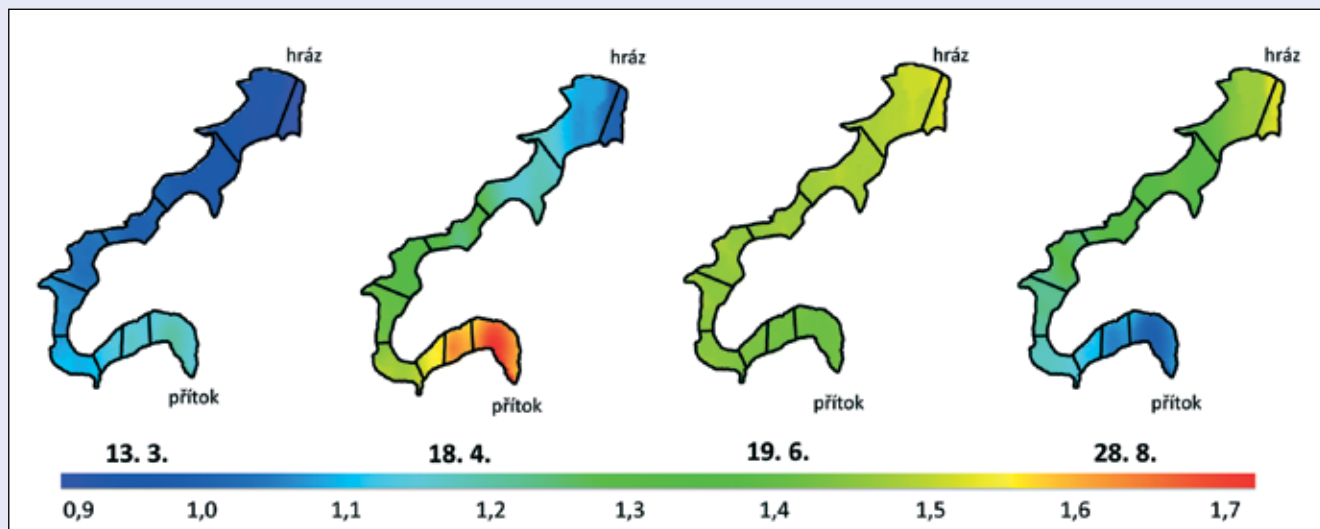 hráz hráz hráz hráz
přítok přítok přítok přítok
13. 3. 18. 4. 19. 6. 28. 8.
0,9 1,0 1,1 1,2 1,3 1,4 1,5 1,6 1,7